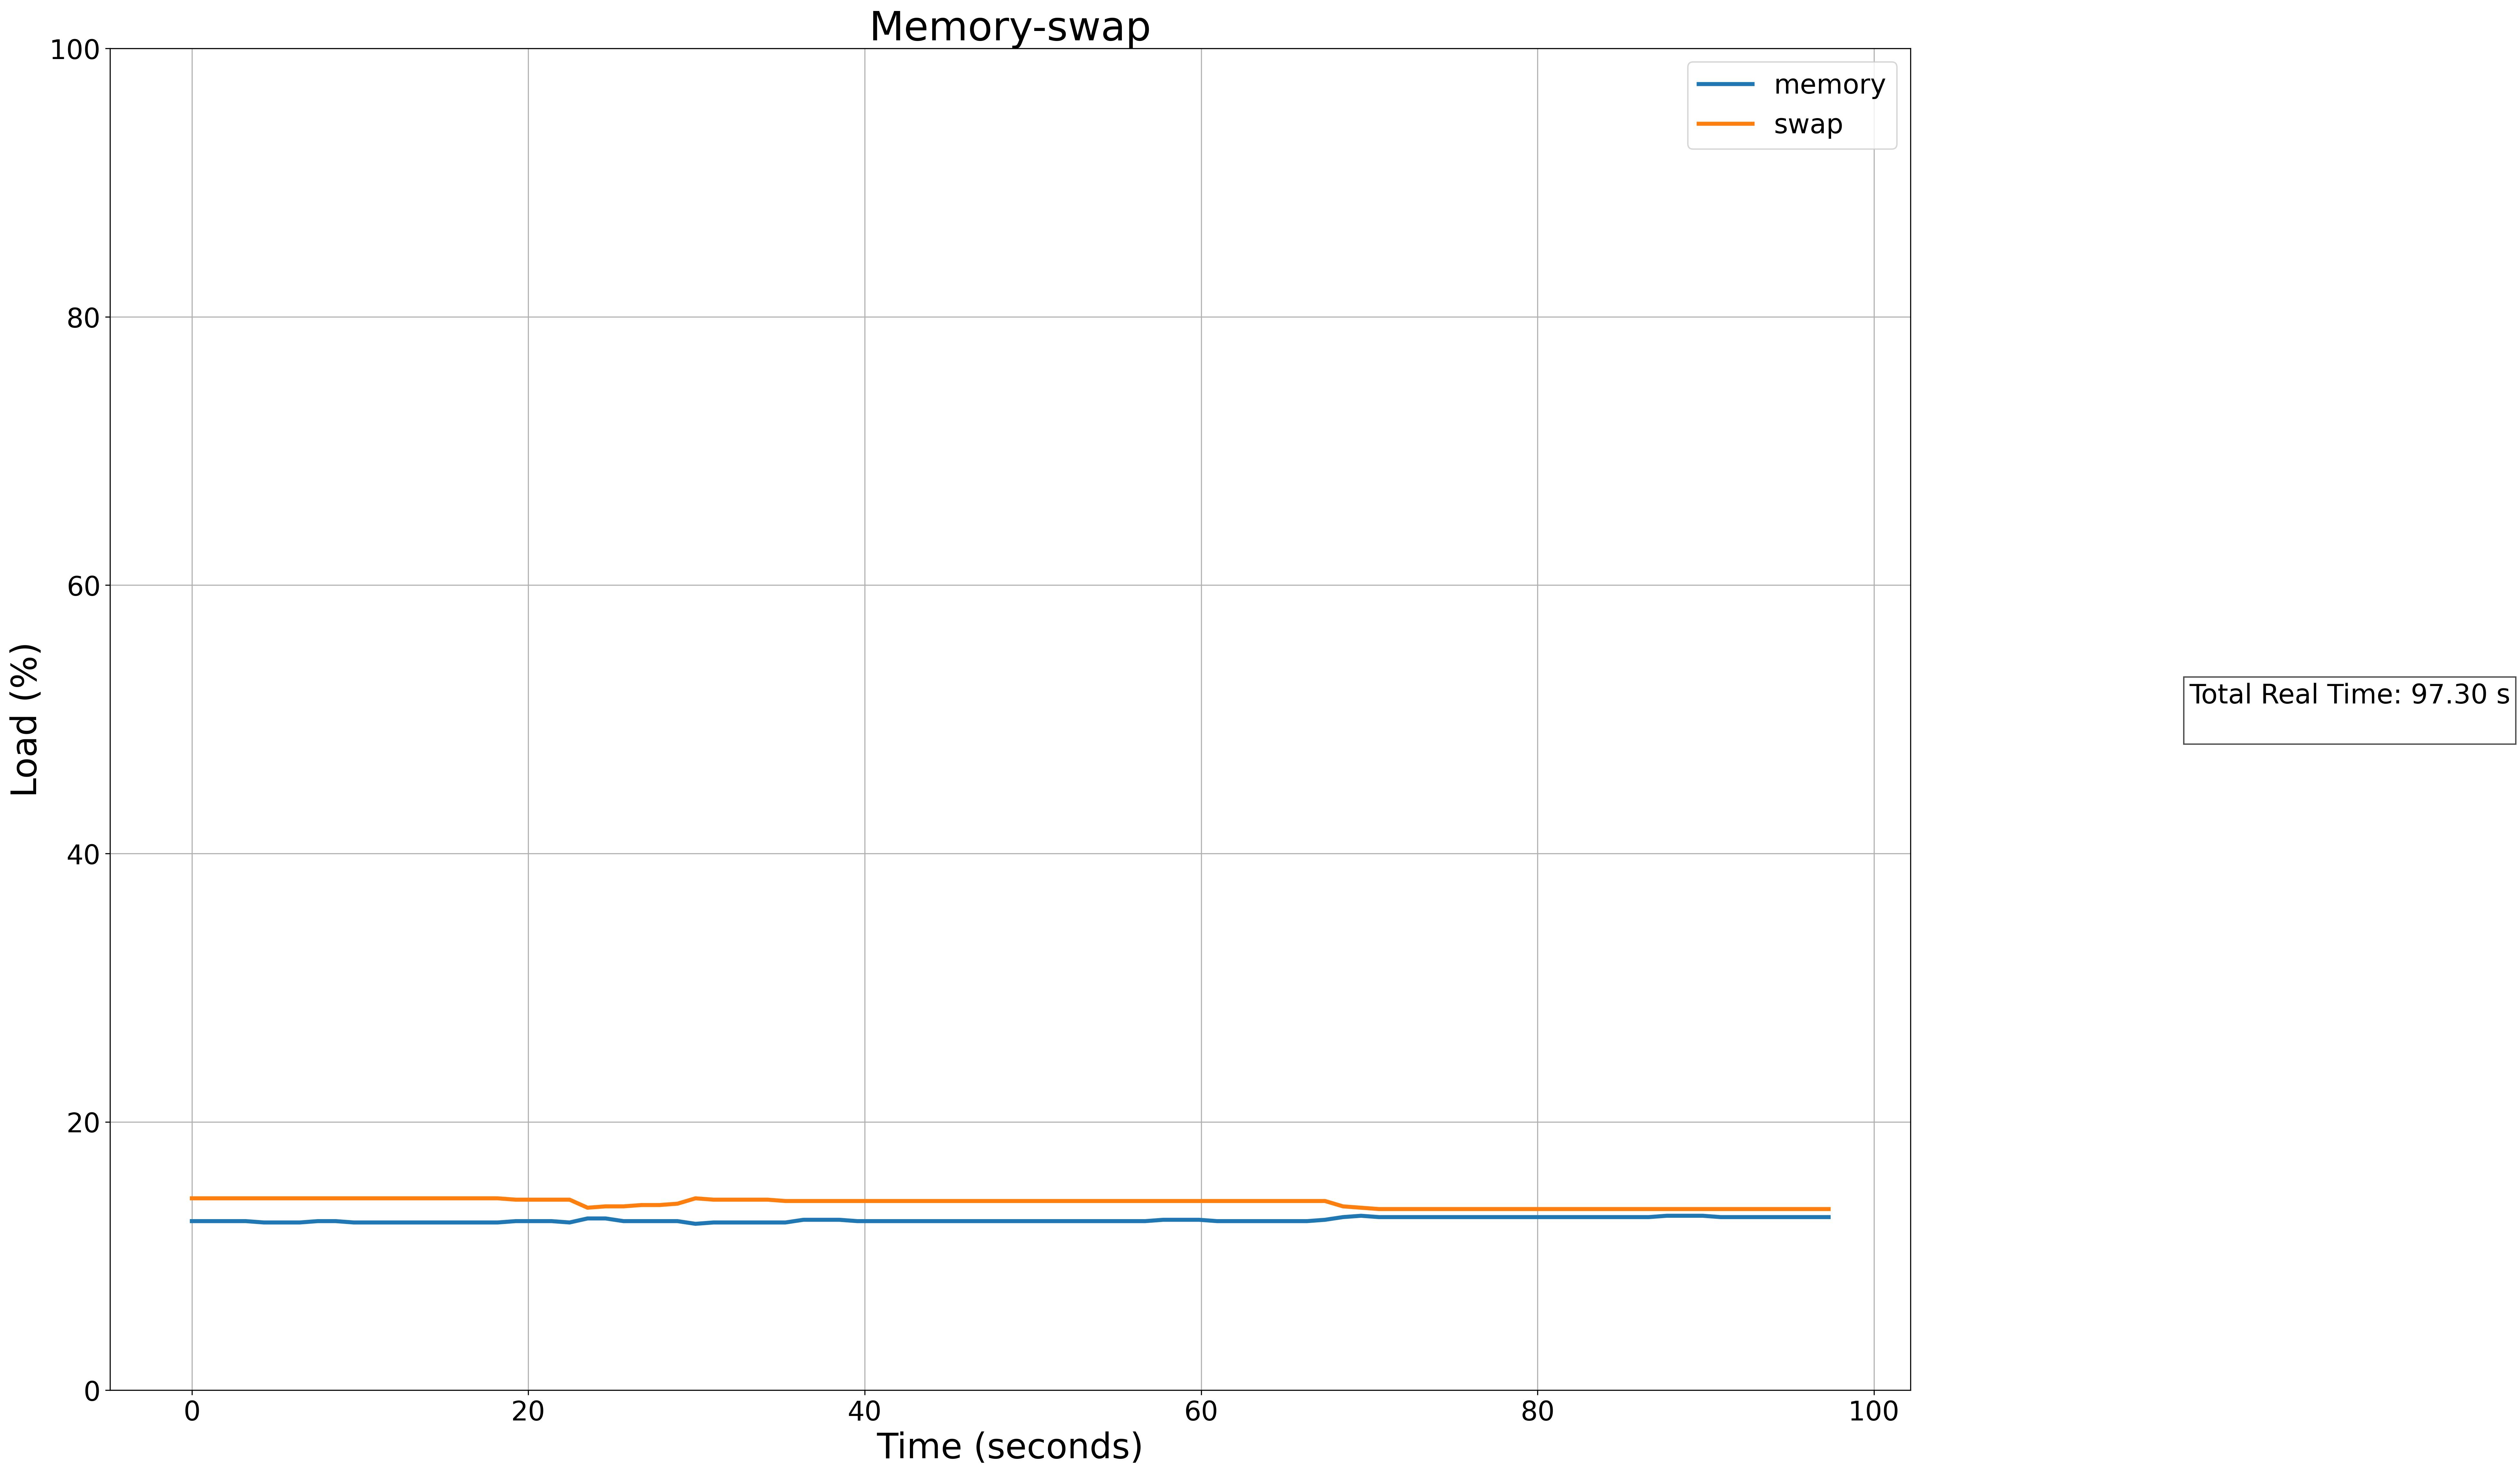 Memory-swap
memory
swap
100
80
60
40
20
0
Load (%)
0 20 40 60 80 100
Time (seconds)
Total Real Time: 97.30 s